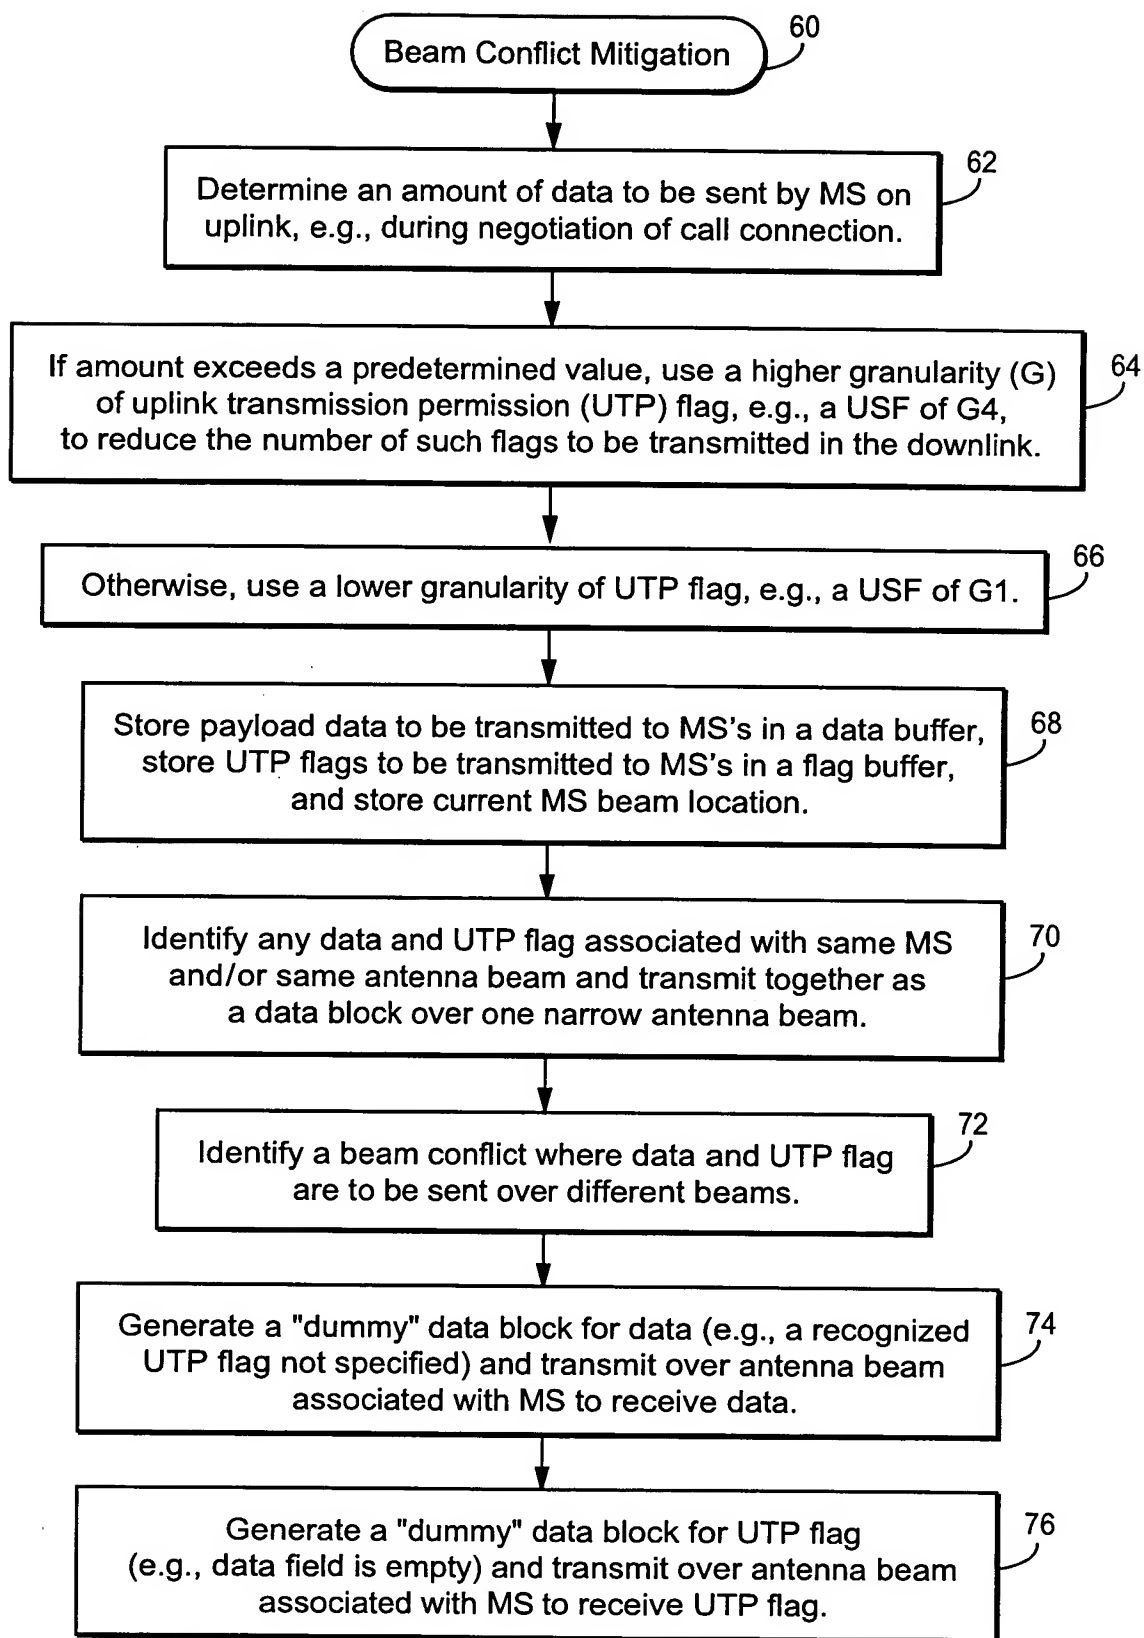 60
Beam Conflict Mitigation
62
Determine an amount of data to be sent by MS on
uplink, e.g., during negotiation of call connection.
64
If amount exceeds a predetermined value, use a higher granularity (G)
of uplink transmission permission (UTP) flag, e.g., a USF of G4,
to reduce the number of such flags to be transmitted in the downlink.
66
Otherwise, use a lower granularity of UTP flag, e.g., a USF of G1.
68
Store payload data to be transmitted to MS's in a data buffer,
store UTP flags to be transmitted to MS's in a flag buffer,
and store current MS beam location.
70
Identify any data and UTP flag associated with same MS
and/or same antenna beam and transmit together as
a data block over one narrow antenna beam.
72
Identify a beam conflict where data and UTP flag
are to be sent over different beams.
74
Generate a "dummy" data block for data (e.g., a recognized
UTP flag not specified) and transmit over antenna beam
associated with MS to receive data.
76
Generate a "dummy" data block for UTP flag
(e.g., data field is empty) and transmit over antenna beam
associated with MS to receive UTP flag.